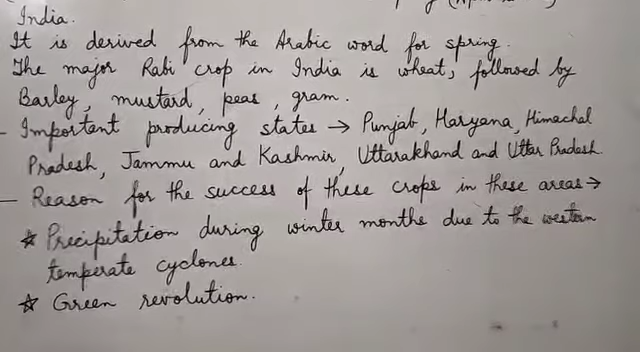 India.
It is derived from the Arabic word for spring.
The major Rabi crop in India is wheat, followed by
Barley, mustard, peas, gram.
- Important producing states → Punjab, Haryana, Himachal
Pradesh, Jammu and Kashmir, Uttarakhand and Uttar Pradesh.
- Reason for the success of these crops in these areas →
☆ Precipitation during winter months due to the western
temperate cyclones.
☆ Green revolution.